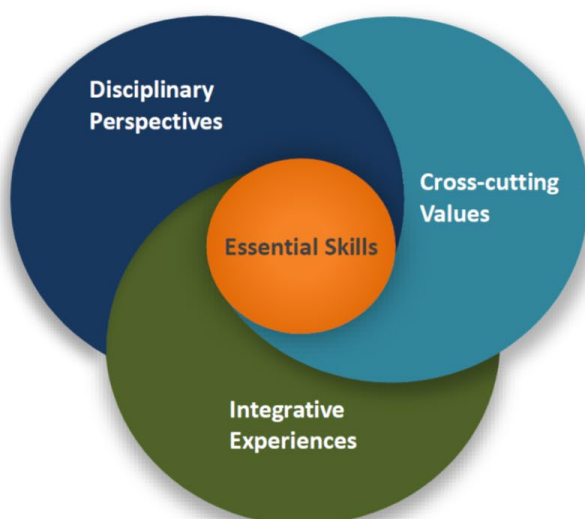 Disciplinary
Perspectives
Cross-cutting
Values
Essential Skills
Integrative
Experiences